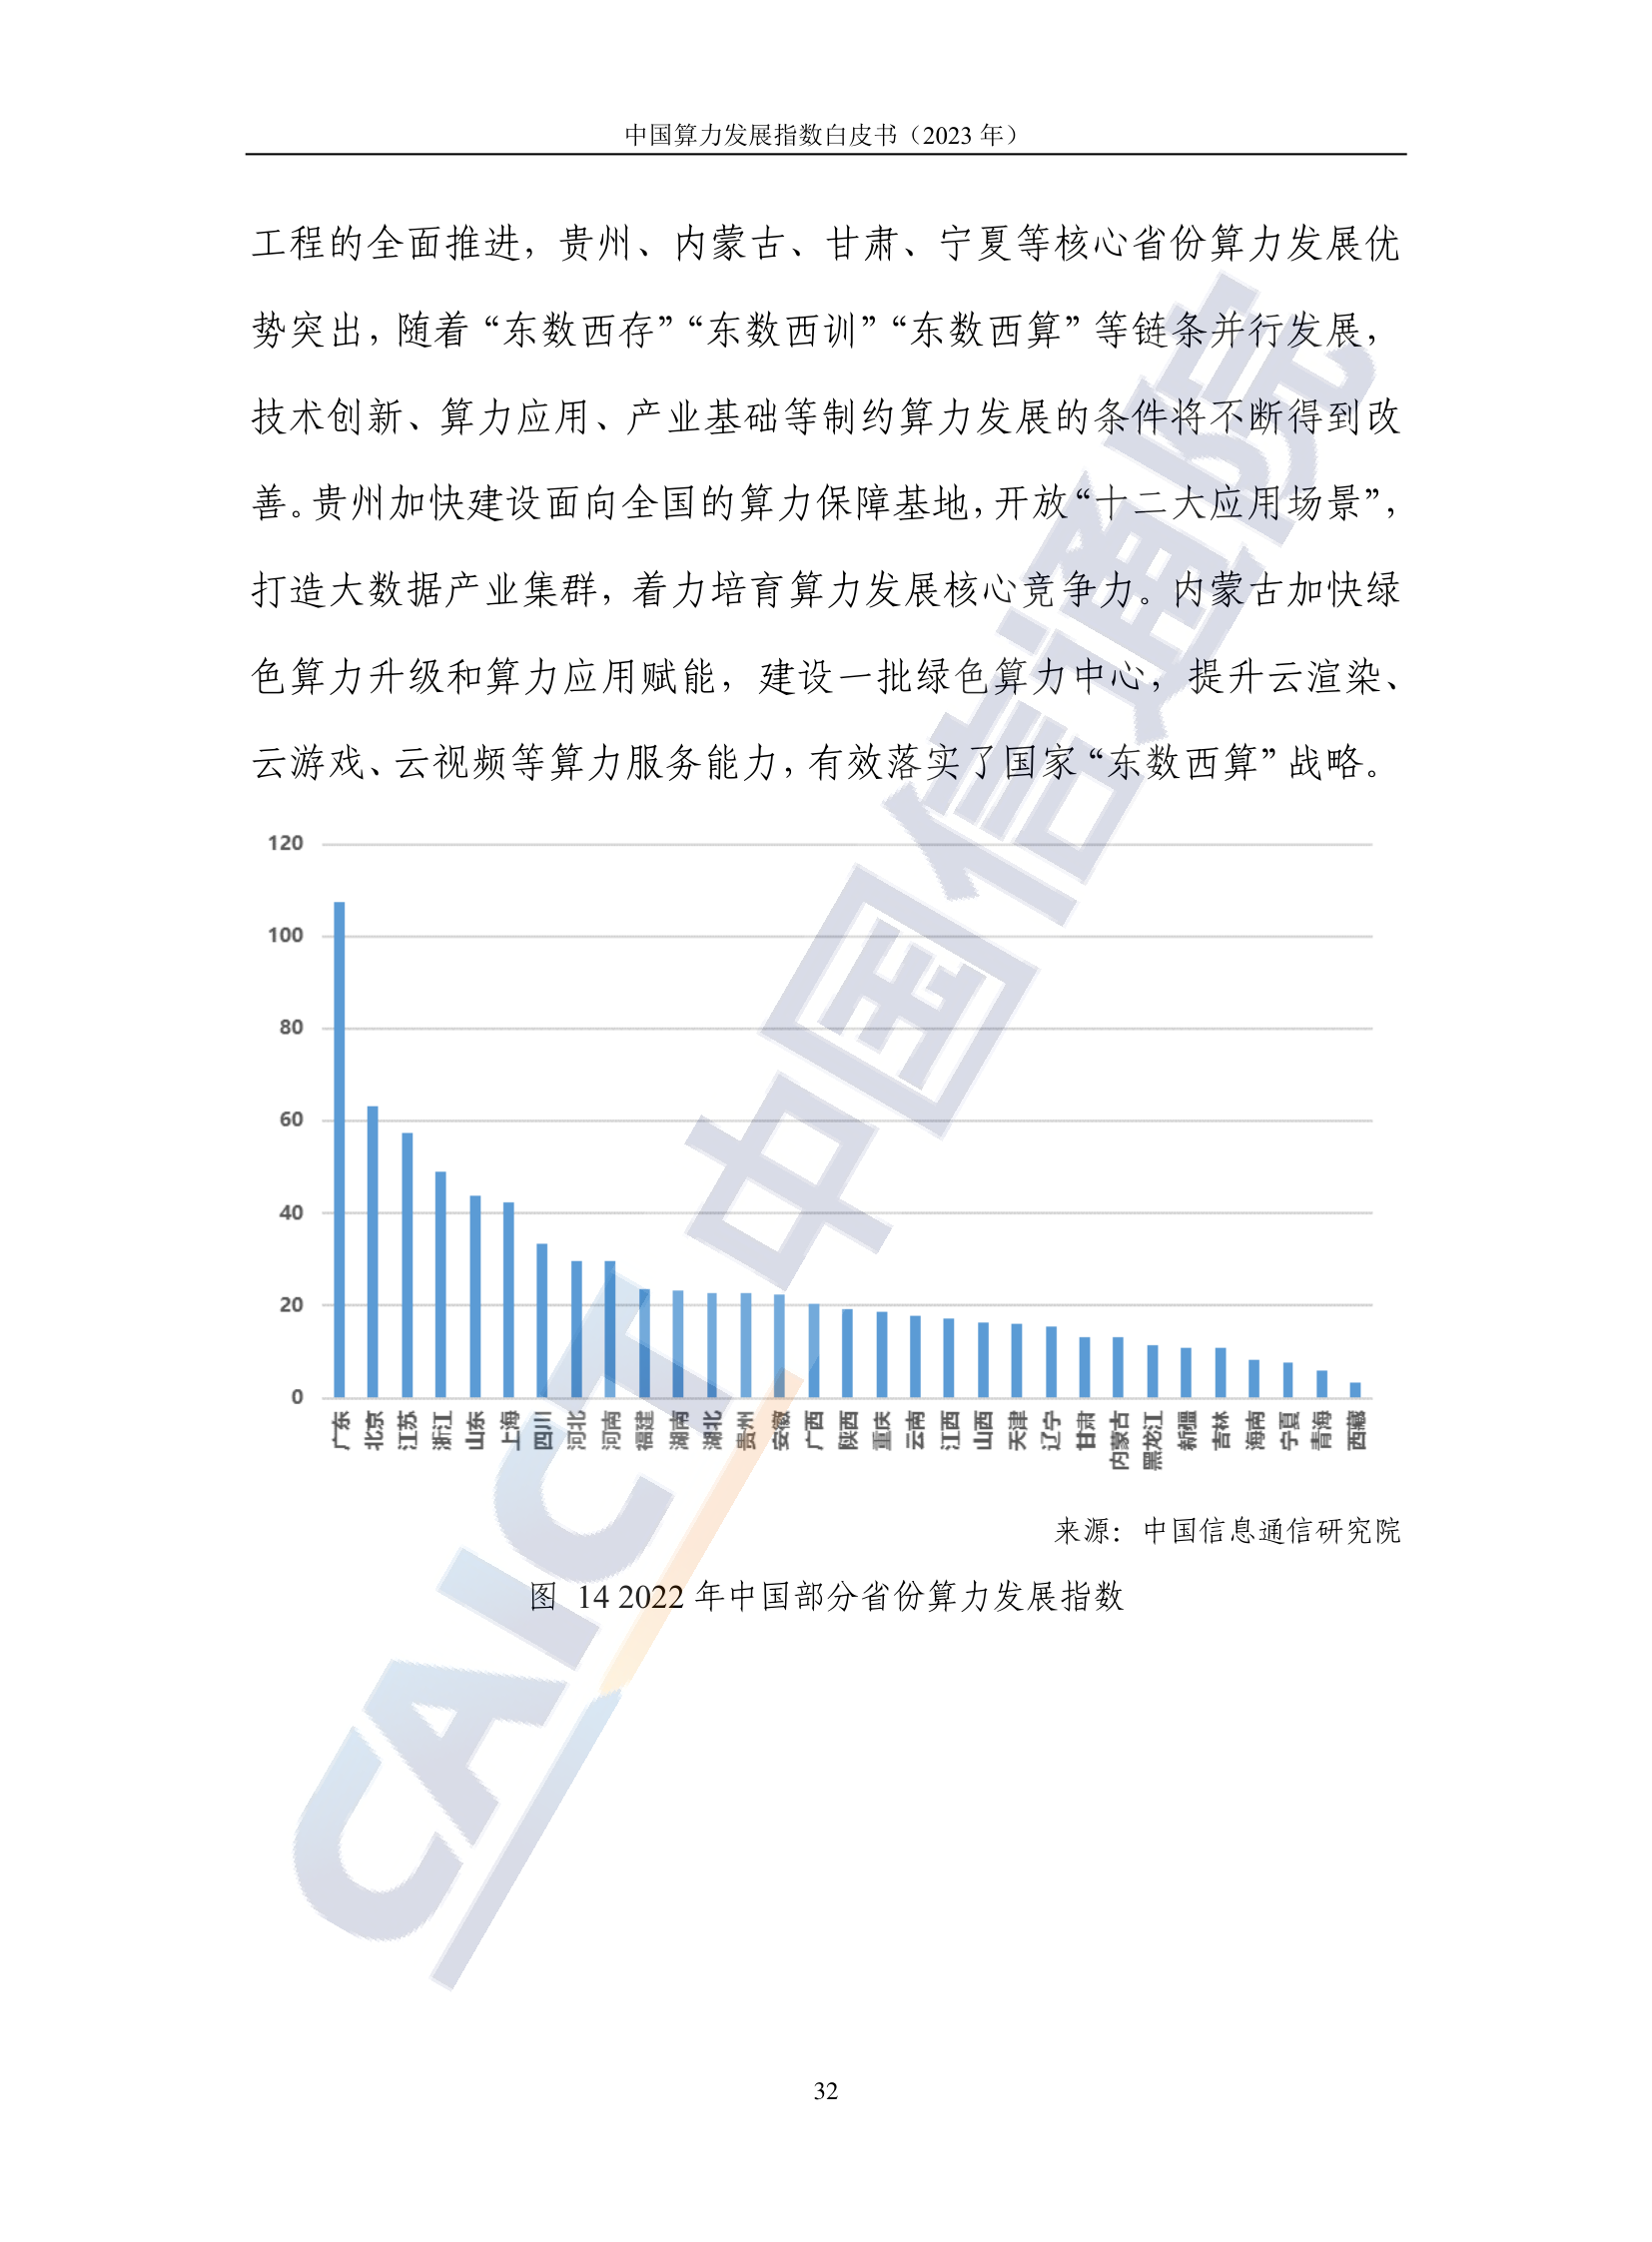 中国算力发展指数白皮书（2023 年）
工程的全面推进，贵州、内蒙古、甘肃、宁夏等核心省份算力发展优
势突出，随着“东数西存”“东数西训”“东数西算”等链条并行发展，
技术创新、算力应用、产业基础等制约算力发展的条件将不断得到改
善。贵州加快建设面向全国的算力保障基地，开放“十二大应用场景”，
打造大数据产业集群，着力培育算力发展核心竞争力。内蒙古加快绿
色算力升级和算力应用赋能，建设一批绿色算力中心，提升云渲染、
云游戏、云视频等算力服务能力，有效落实了国家“东数西算”战略。
120
100
80
60
40
20
0
广东 北京 江苏 浙江 山东 上海 四川 河北 河南 福建 湖南 湖北 贵州 安徽 广西 陕西 重庆 云南 江西 山西 天津 辽宁 甘肃 内蒙古 黑龙江 新疆 吉林 海南 宁夏 青海 西藏
来源：中国信息通信研究院
图 14 2022 年中国部分省份算力发展指数
CAICT 中国信通院
32